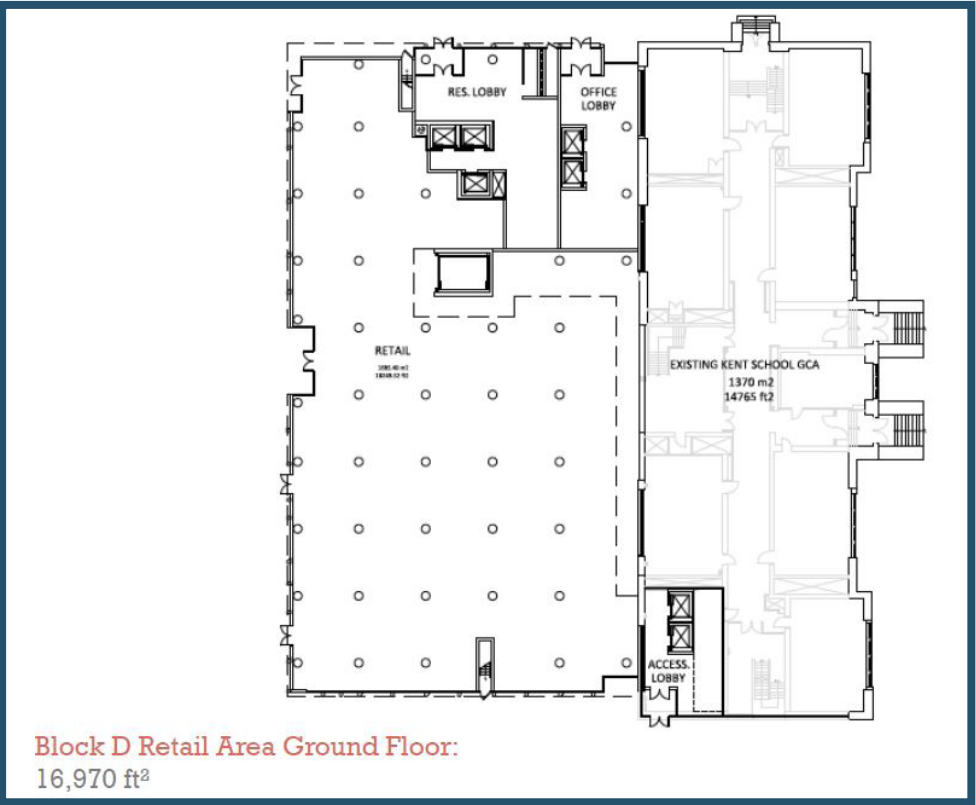 RES. LOBBY
OFFICE
LOBBY
RETAIL
EXISTING KENT SCHOOL GCA
1370 m2
14765 ft2
ACCESS.
LOBBY
Block D Retail Area Ground Floor:
16,970 ft²